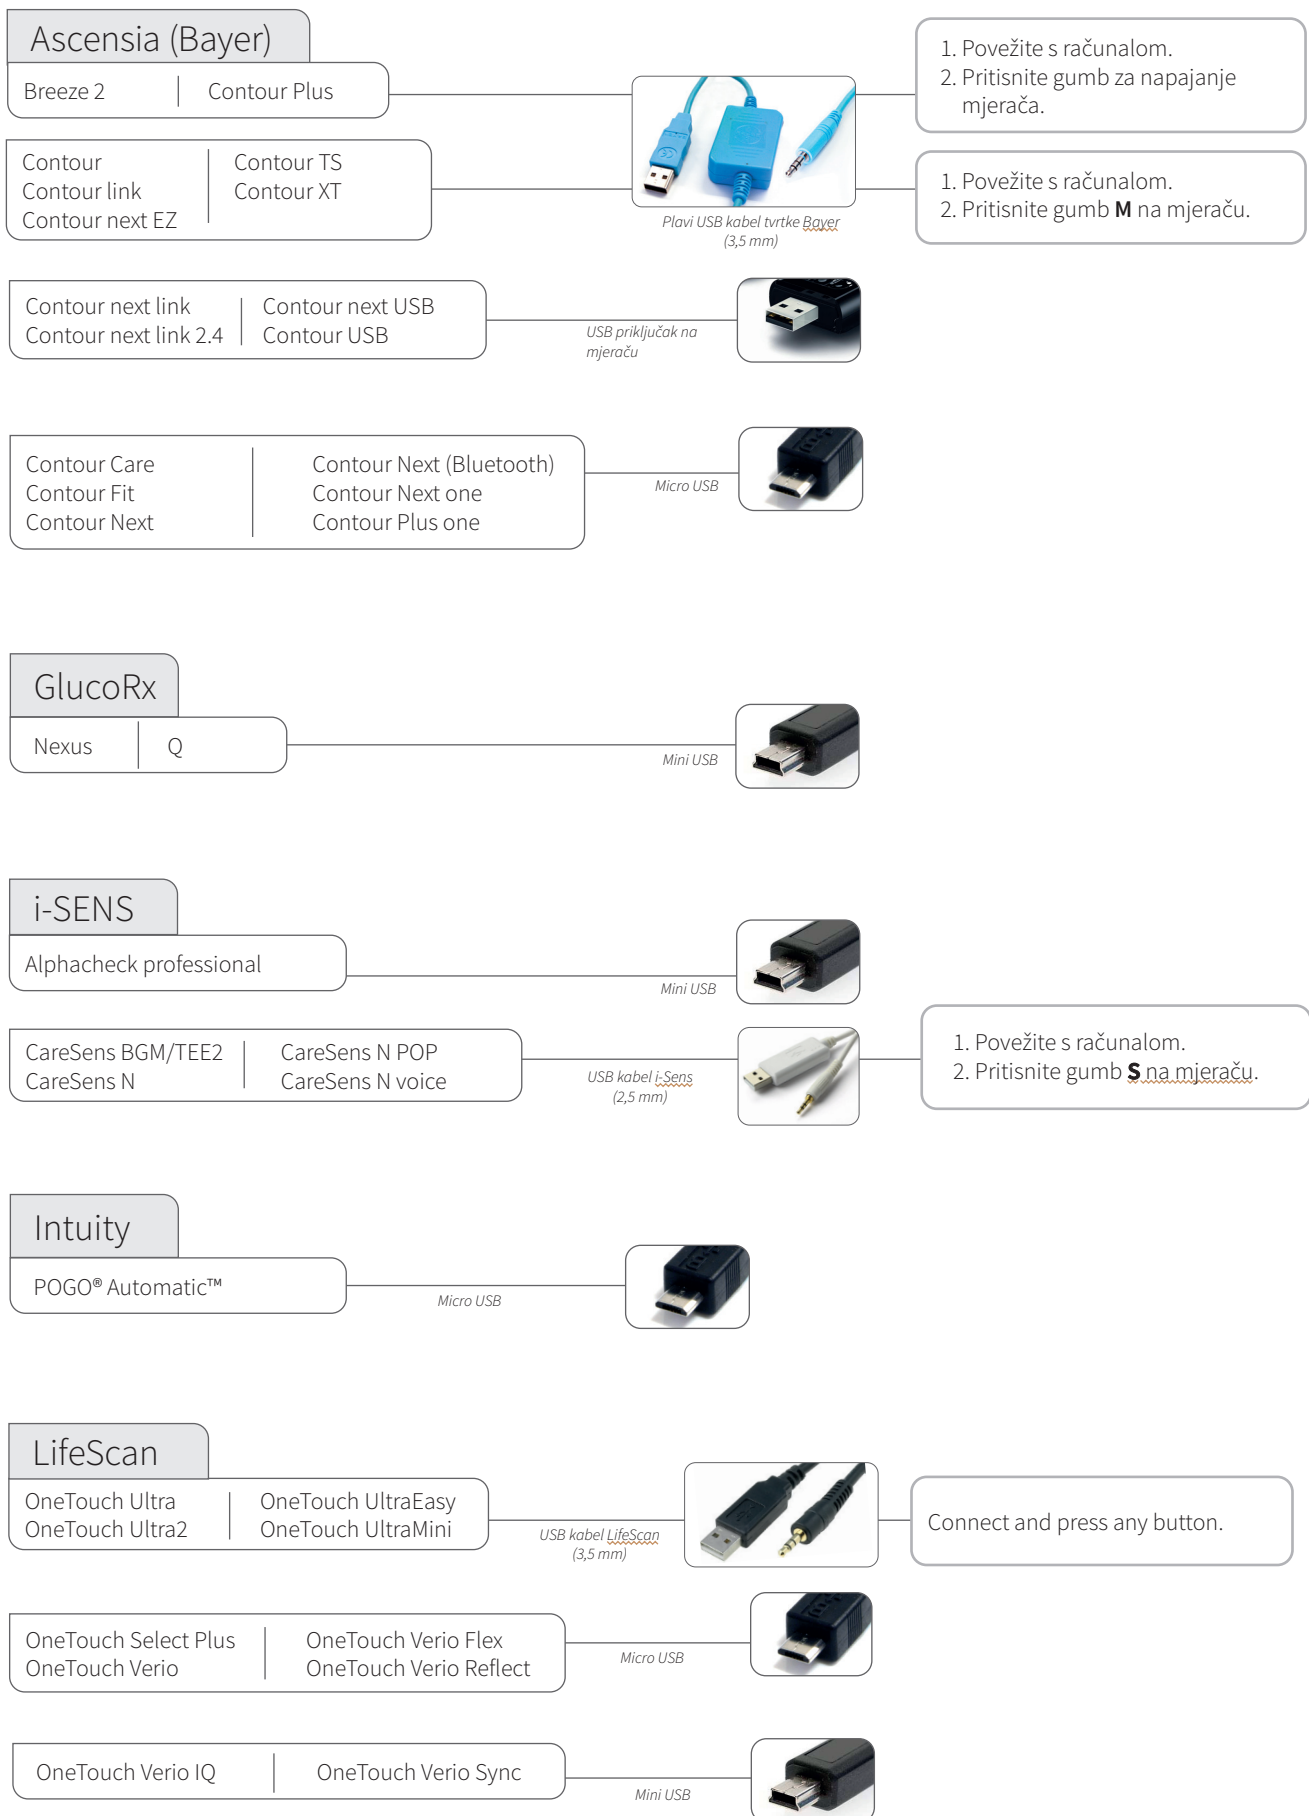 Ascensia (Bayer)
Breeze 2
Contour Plus
Plavi USB kabel tvrtke Bayer
(3,5 mm)
1. Povežite s računalom.
2. Pritisnite gumb za napajanje
mjerača.
Contour
Contour link
Contour next EZ
Contour TS
Contour XT
1. Povežite s računalom.
2. Pritisnite gumb M na mjeraču.
Contour next link
Contour next link 2.4
Contour next USB
Contour USB
USB priključak na
mjeraču
Contour Care
Contour Fit
Contour Next
Contour Next (Bluetooth)
Contour Next one
Contour Plus one
Micro USB
GlucoRx
Nexus
Q
Mini USB
i-SENS
Alphacheck professional
Mini USB
CareSens BGM/TEE2
CareSens N
CareSens N POP
CareSens N voice
USB kabel i-Sens
(2,5 mm)
1. Povežite s računalom.
2. Pritisnite gumb S na mjeraču.
Intuity
POGO® Automatic™
Micro USB
LifeScan
OneTouch Ultra
OneTouch Ultra2
OneTouch UltraEasy
OneTouch UltraMini
USB kabel LifeScan
(3,5 mm)
Connect and press any button.
OneTouch Select Plus
OneTouch Verio
OneTouch Verio Flex
OneTouch Verio Reflect
Micro USB
OneTouch Verio IQ
OneTouch Verio Sync
Mini USB